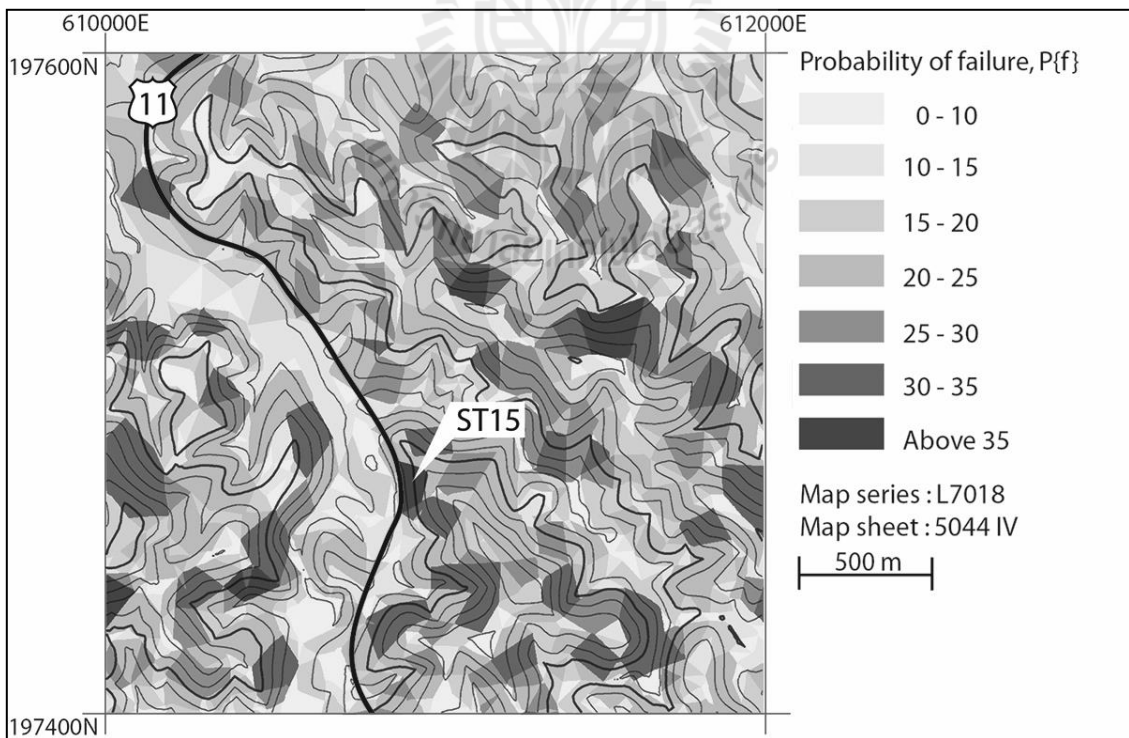 610000E
612000E
197600N
11
ST15
197400N
Probability of failure, P{f}
0 - 10
10 - 15
15 - 20
20 - 25
25 - 30
30 - 35
Above 35
Map series : L7018
Map sheet : 5044 IV
500 m